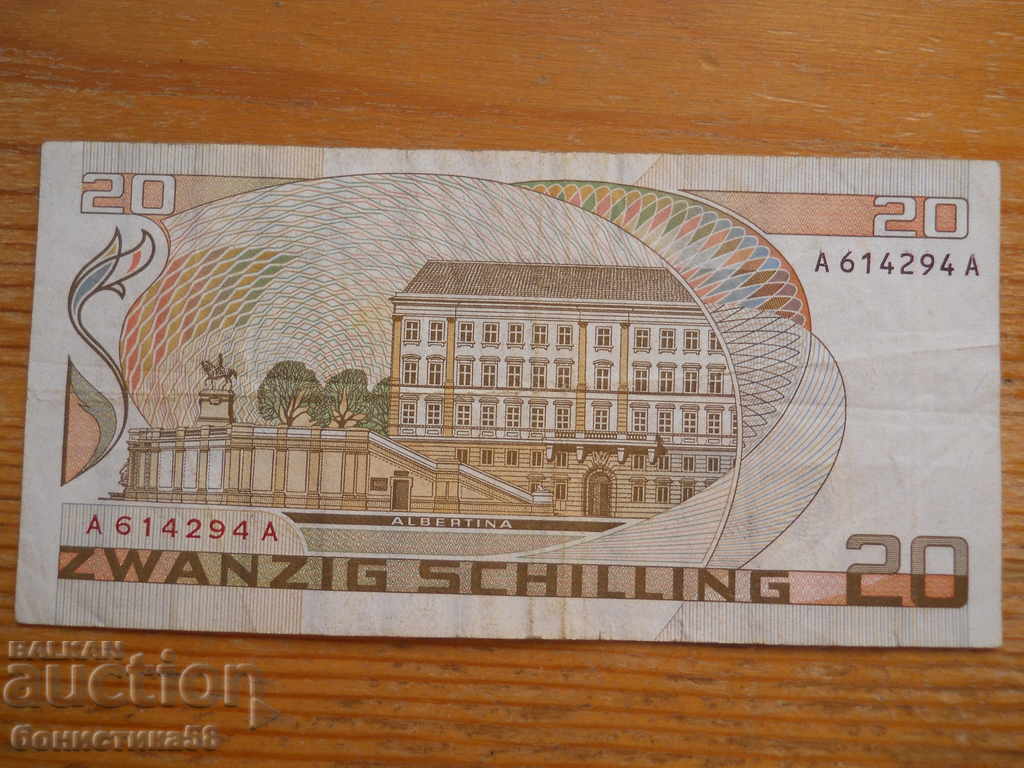 20
20
A 614294 A
ALBERTINA
A 614294 A
ZWANZIG SCHILLING 20
BALKAN
auction
бонистика58